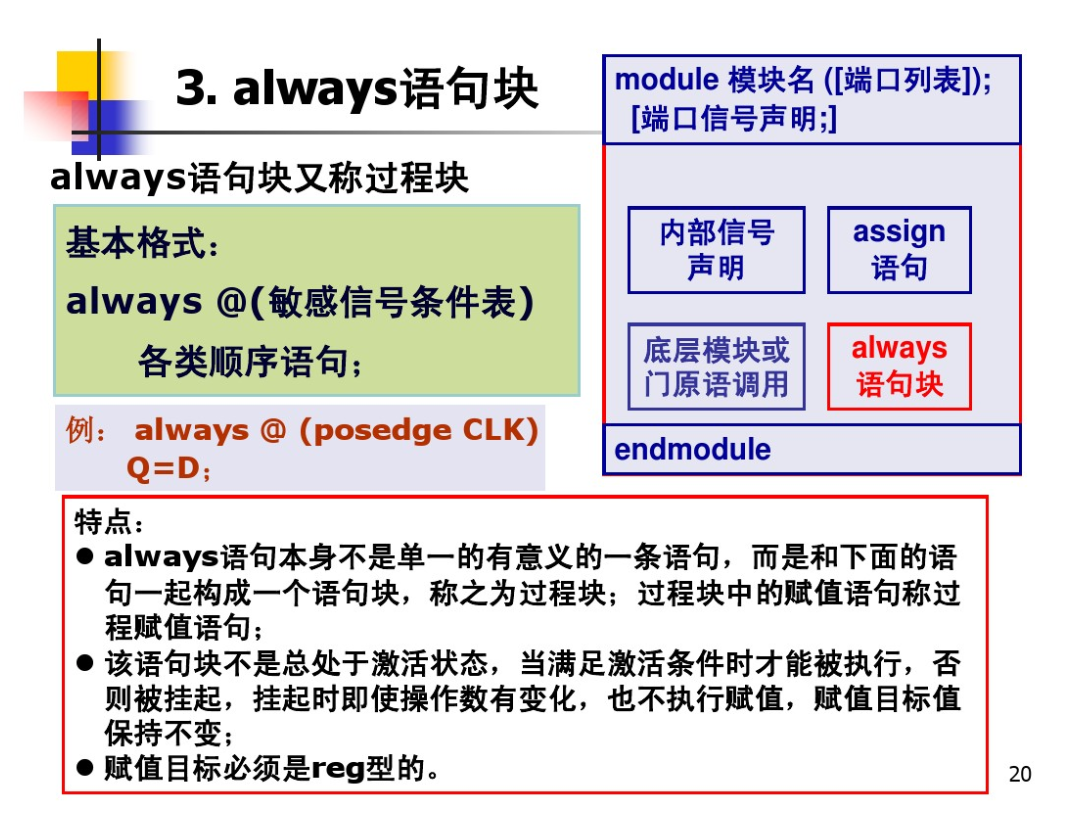 3. always语句块
always语句块又称过程块
基本格式：
always @(敏感信号条件表)
各类顺序语句；
例： always @ (posedge CLK)
Q=D；
module 模块名 ([端口列表]);
[端口信号声明;]
内部信号
声明
assign
语句
底层模块或
门原语调用
always
语句块
endmodule
特点：
● always语句本身不是单一的有意义的一条语句，而是和下面的语
句一起构成一个语句块，称之为过程块；过程块中的赋值语句称过
程赋值语句；
● 该语句块不是总处于激活状态，当满足激活条件时才能被执行，否
则被挂起，挂起时即使操作数有变化，也不执行赋值，赋值目标值
保持不变；
● 赋值目标必须是reg型的。
20